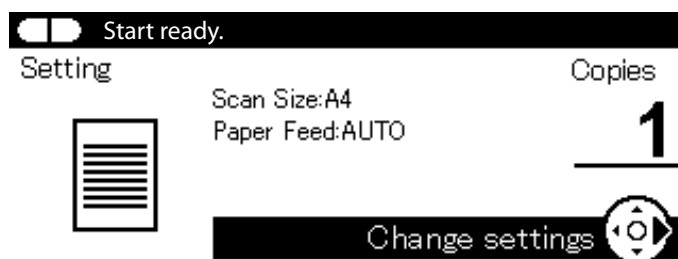 Start ready.
Setting
Copies
Scan Size:A4
Paper Feed:AUTO
1
Change settings